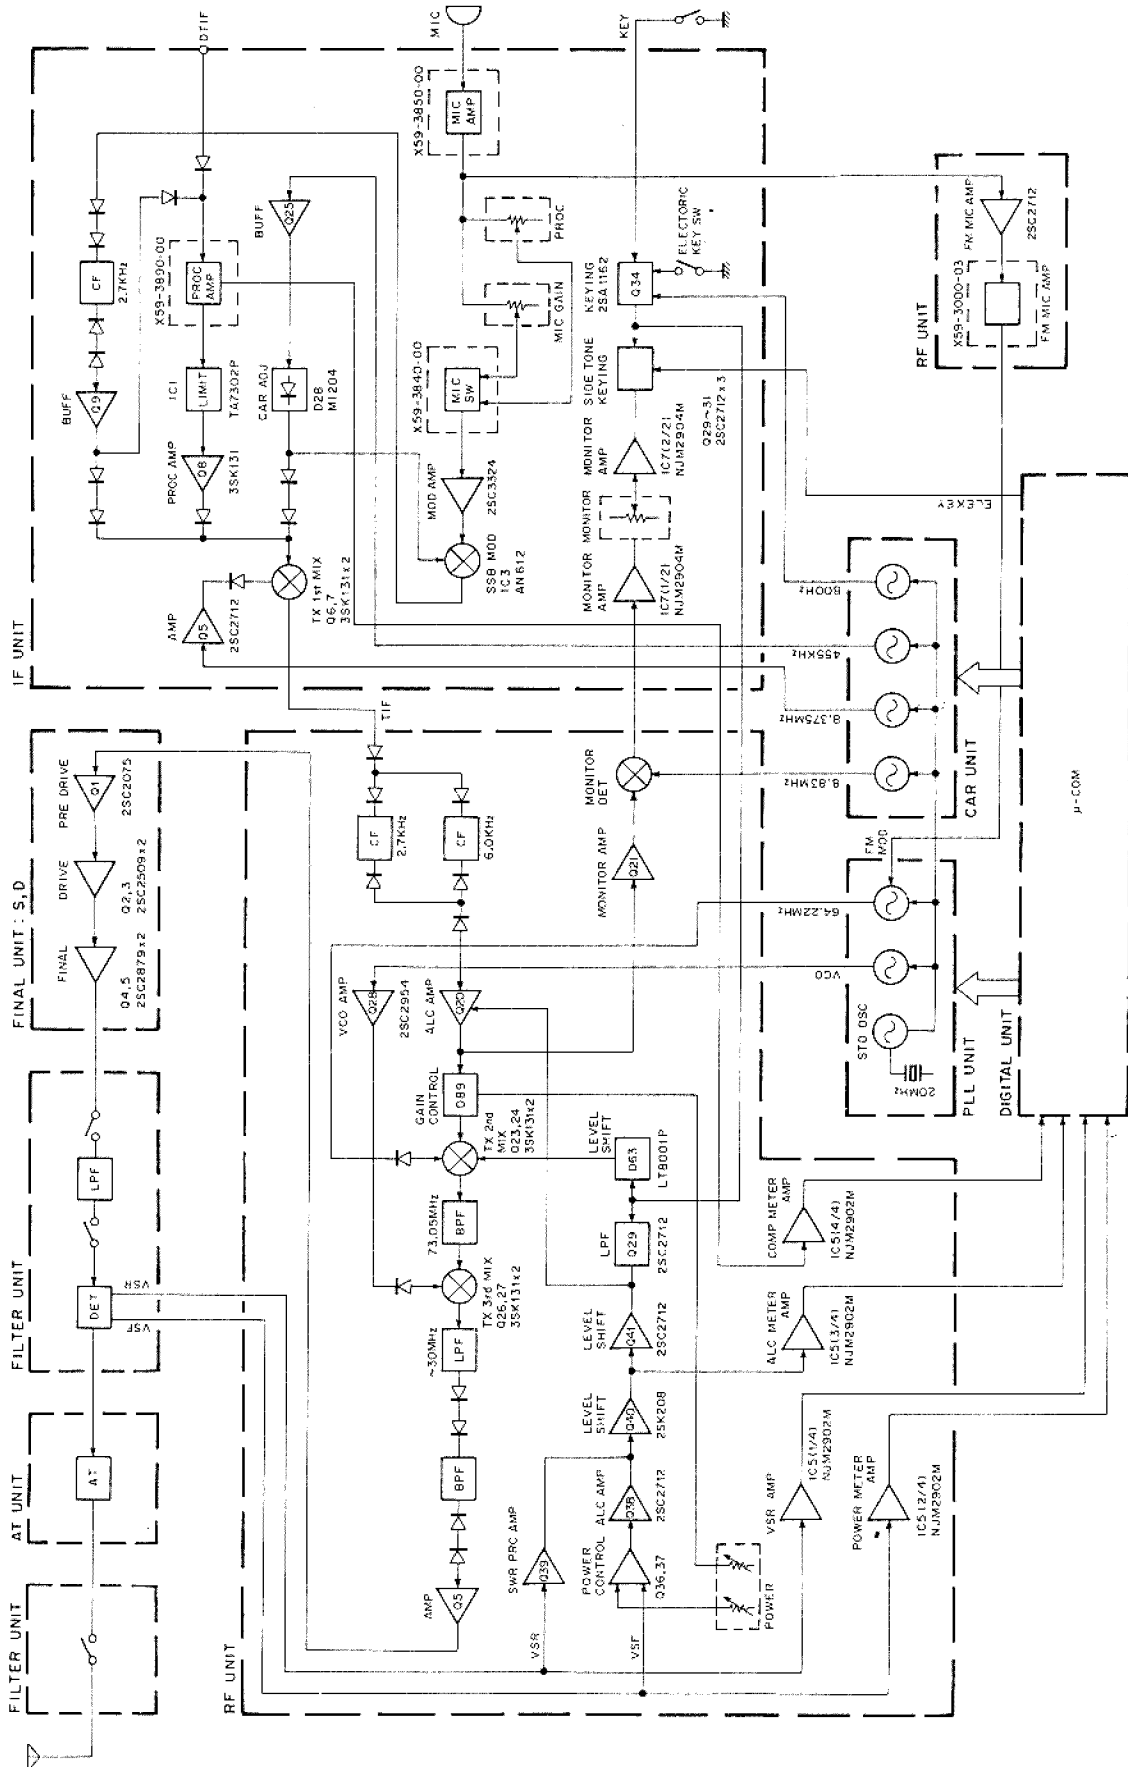 FILTER UNIT
AT UNIT
AT
FILTER UNIT
DET
VSF
VSR
LPF
FINAL UNIT : S,D
FINAL
Q4,5
2SC2879x2
DRIVE
Q2,3
2SC2509x2
PRE DRIVE
Q1
2SC2075
IF UNIT
AMP
Q5
2SC2712
TX 1st MIX
Q6,7
3SK131x2
BUFF
Q9
CF
2.7KHz
PROC AMP
Q8
3SK131
IC1
LIMIT
TA7302P
X59-3890-00
PROC
AMP
DFIF
CAR ADJ
D28
MI204
BUFF
Q25
SSB MOD
IC3
AN612
MOD AMP
2SC3324
X59-3840-00
MIC
SW
MIC GAIN
PROC
X59-3850-00
MIC
AMP
MIC
MONITOR
AMP
IC7(1/2)
NJM2904M
MONITOR
MONITOR
AMP
IC7(2/2)
NJM2904M
SIDE TONE
KEYING
Q29~31
2SC2712x3
KEYING
2SA1162
Q34
ELECTORIC
KEY SW
KEY
RF UNIT
AMP
Q5
BPF
LPF
~30MHz
TX 3rd MIX
Q26,27
3SK131x2
BPF
73.05MHz
TX 2nd
MIX
Q23,24
3SK131x2
GAIN
CONTROL
Q89
ALC AMP
Q20
VCO AMP
Q28
2SC2954
CF
2.7KHz
CF
6.0KHz
TIF
MONITOR AMP
Q21
MONITOR
DET
VSR
SWR PRO AMP
Q39
VSF
POWER
CONTROL
Q36,37
ALC AMP
Q38
2SC2712
LEVEL
SHIFT
Q40
2SK208
LEVEL
SHIFT
Q41
2SC2712
LPF
Q29
2SC2712
LEVEL
SHIFT
D63
LT8001P
POWER
VSR AMP
IC5(1/4)
NJM2902M
POWER METER
AMP
IC5(2/4)
NJM2902M
ALC METER
AMP
IC5(3/4)
NJM2902M
COMP METER
AMP
IC5(4/4)
NJM2902M
PLL UNIT
20MHz
STD OSC
VCO
64.22MHz
FM
MOD
CAR UNIT
8.83MHz
8.375MHz
455KHz
800Hz
ELEKEY
DIGITAL UNIT
μ-COM
RF UNIT
X59-3000-03
FM MIC AMP
FM MIC AMP
2SC2712